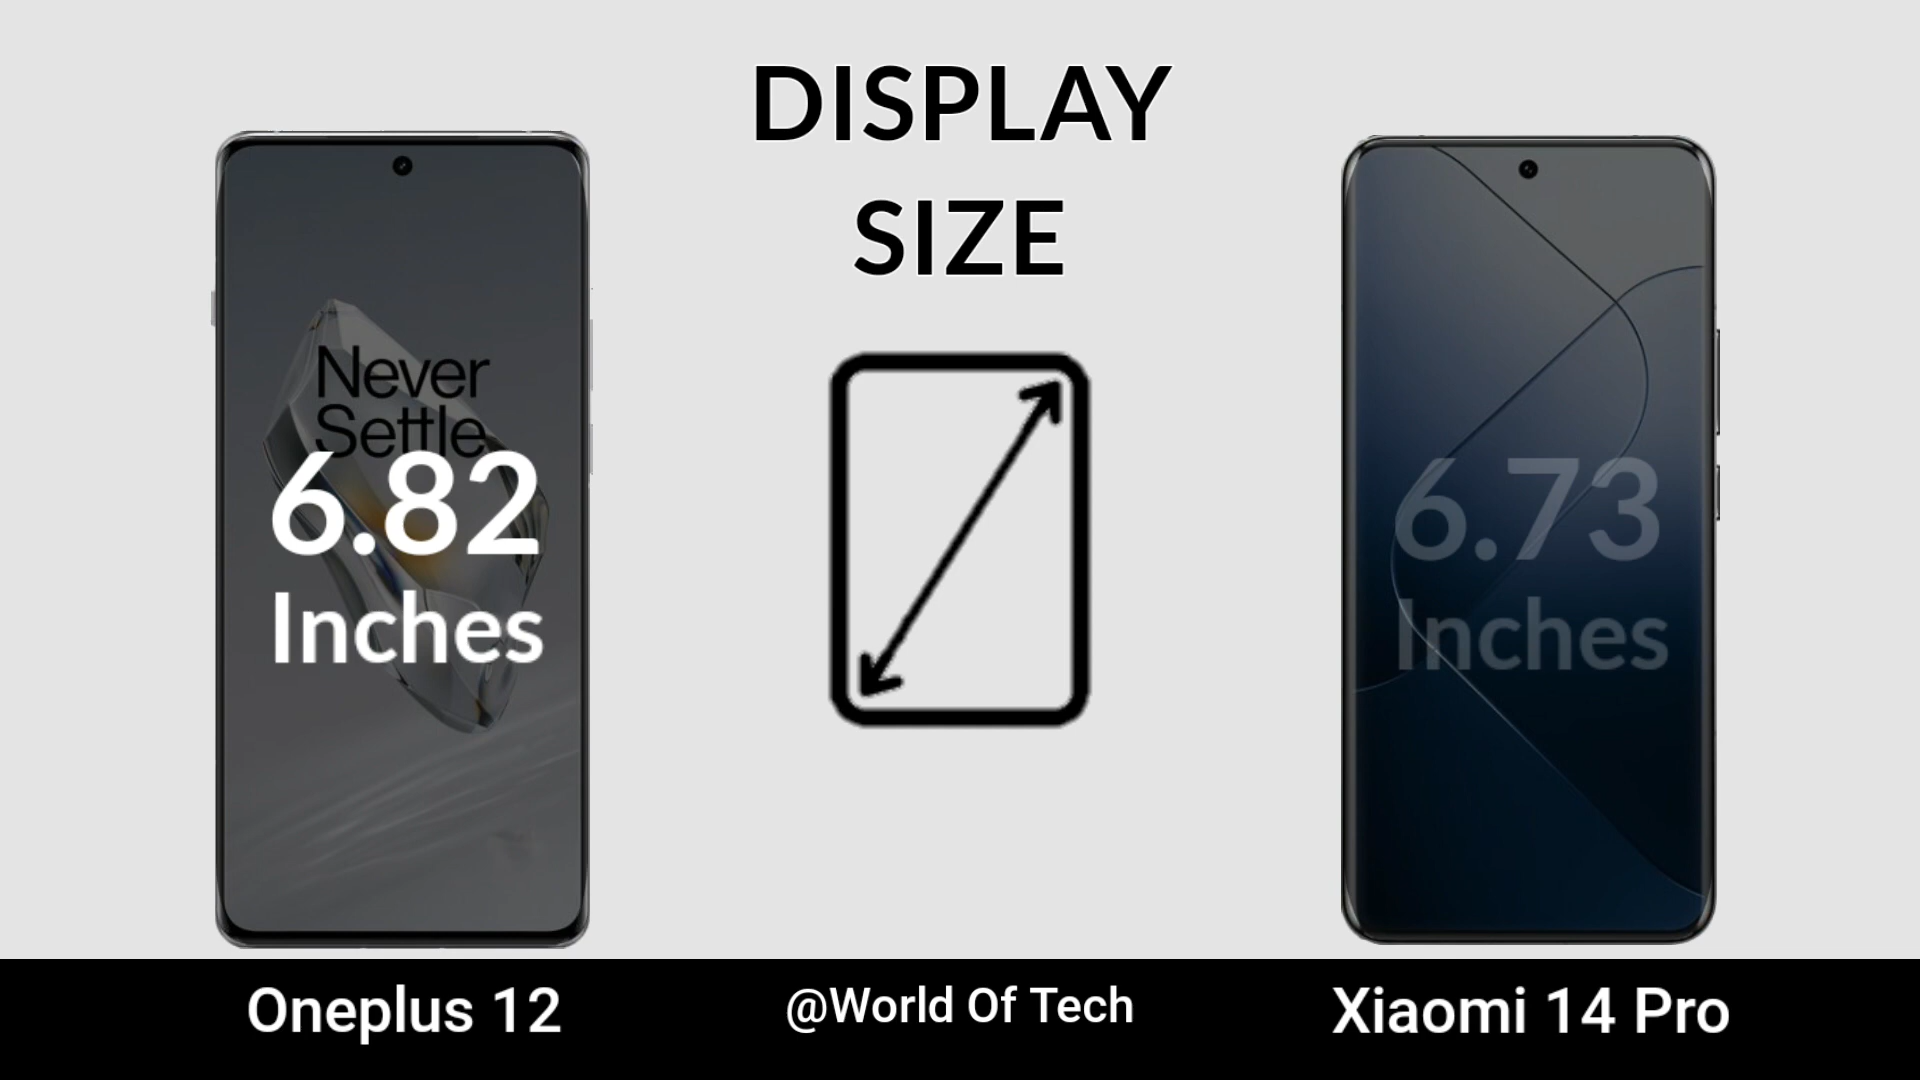 DISPLAY
SIZE
Never
Settle
6.82
Inches
6.73
Inches
Oneplus 12
@World Of Tech
Xiaomi 14 Pro